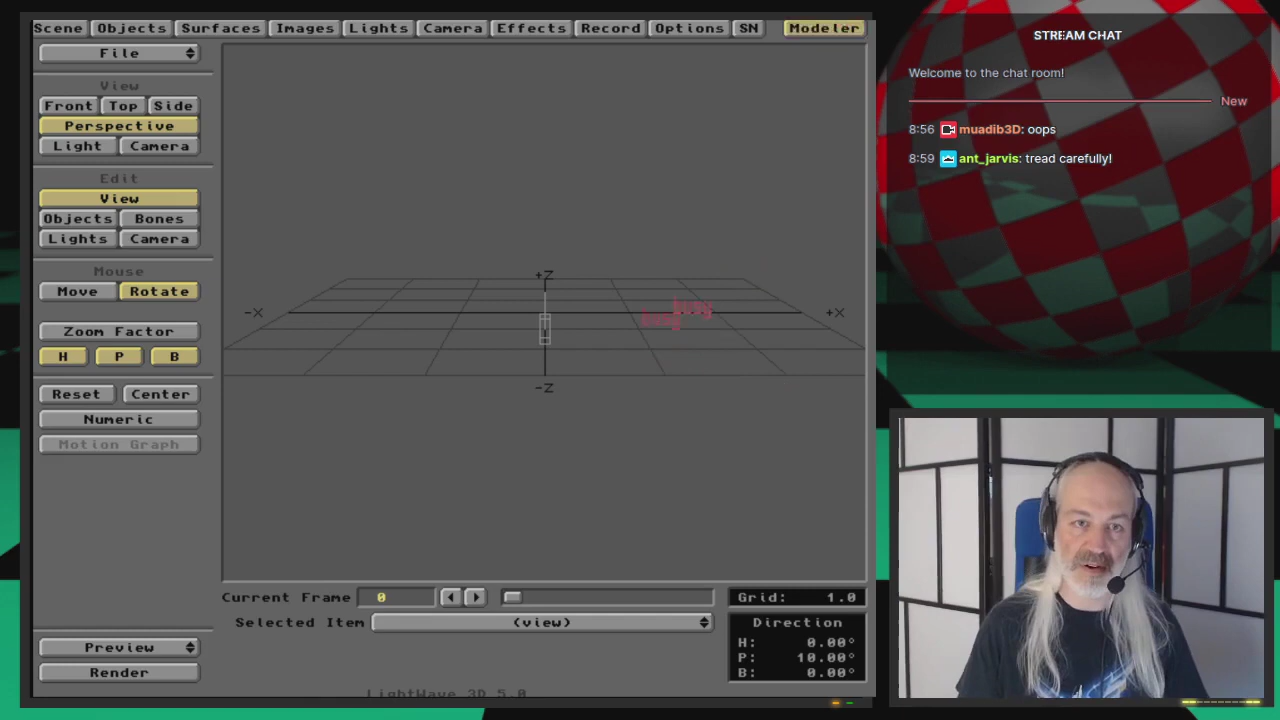 Scene Objects Surfaces Images Lights Camera Effects Record Options SN Modeler
File
View
Front Top Side
Perspective
Light Camera
Edit
View
Objects Bones
Lights Camera
Mouse
Move Rotate
Zoom Factor
H P B
Reset Center
Numeric
Motion Graph
Preview
Render
+Z
-X
+X
-Z
busy
busy
Current Frame 0
Selected Item (view)
Grid: 1.0
Direction
H: 0.00°
P: 10.00°
B: 0.00°
LightWave 3D 5.0
STREAM CHAT
Welcome to the chat room!
New
8:56 muadib3D: oops
8:59 ant_jarvis: tread carefully!